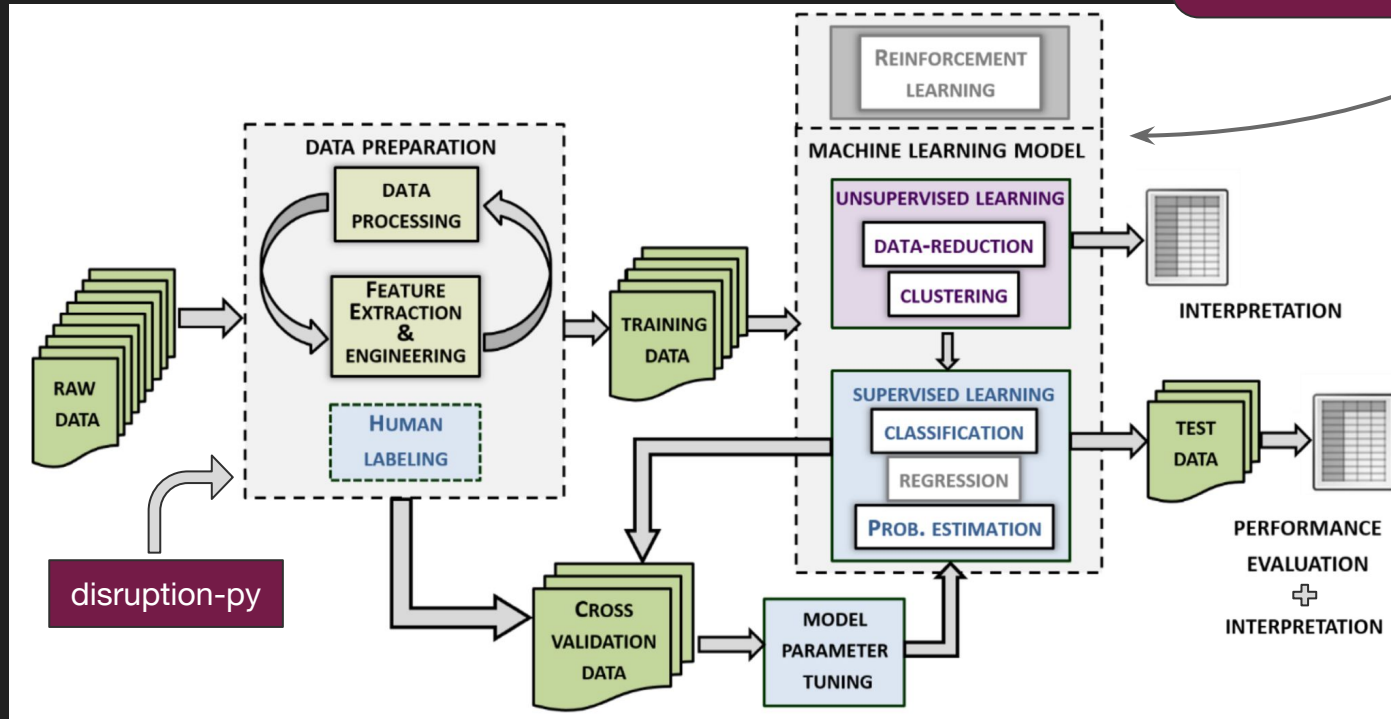 REINFORCEMENT
LEARNING
DATA PREPARATION
MACHINE LEARNING MODEL
DATA
PROCESSING
UNSUPERVISED LEARNING
DATA-REDUCTION
CLUSTERING
FEATURE
EXTRACTION
&
ENGINEERING
INTERPRETATION
TRAINING
DATA
RAW
DATA
HUMAN
LABELING
SUPERVISED LEARNING
CLASSIFICATION
REGRESSION
PROB. ESTIMATION
TEST
DATA
PERFORMANCE
EVALUATION
+
INTERPRETATION
disruption-py
CROSS
VALIDATION
DATA
MODEL
PARAMETER
TUNING